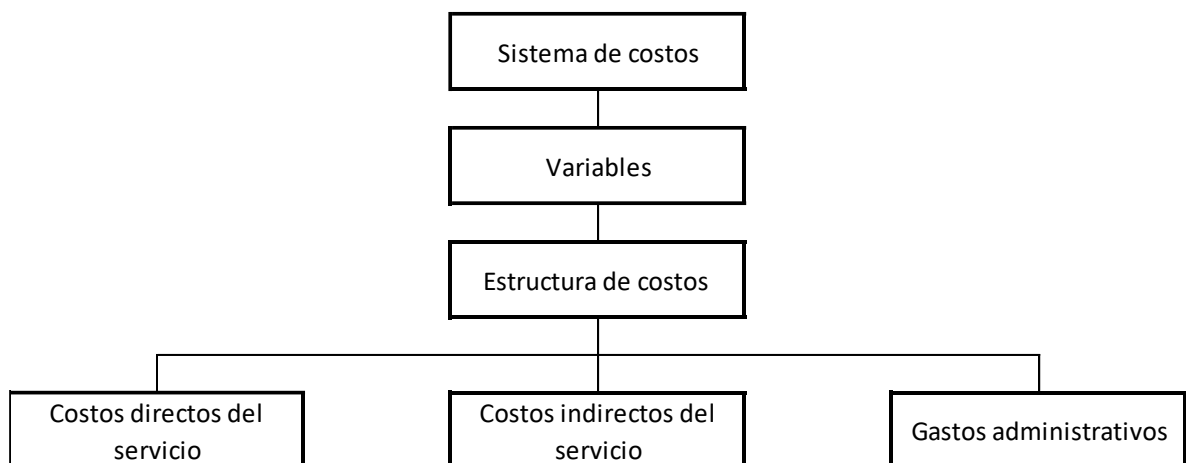 Sistema de costos
Variables
Estructura de costos
Costos directos del
servicio
Costos indirectos del
servicio
Gastos administrativos